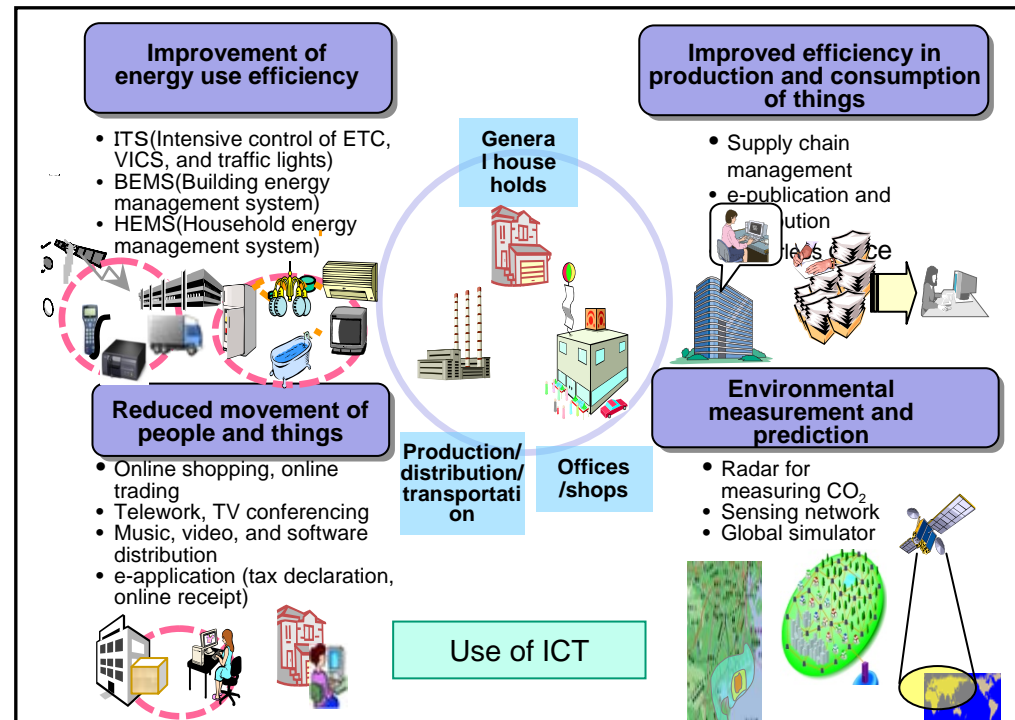 Improvement of
energy use efficiency
• ITS(Intensive control of ETC,
VICS, and traffic lights)
• BEMS(Building energy
management system)
• HEMS(Household energy
management system)
Genera
l house
holds
Improved efficiency in
production and consumption
of things
• Supply chain
management
• e-publication and
Reduced movement of
people and things
• Online shopping, online
trading
• Telework, TV conferencing
• Music, video, and software
distribution
• e-application (tax declaration,
online receipt)
Production/
distribution/
transportati
on
Offices
/shops
Environmental
measurement and
prediction
• Radar for
measuring CO2
• Sensing network
• Global simulator
Use of ICT